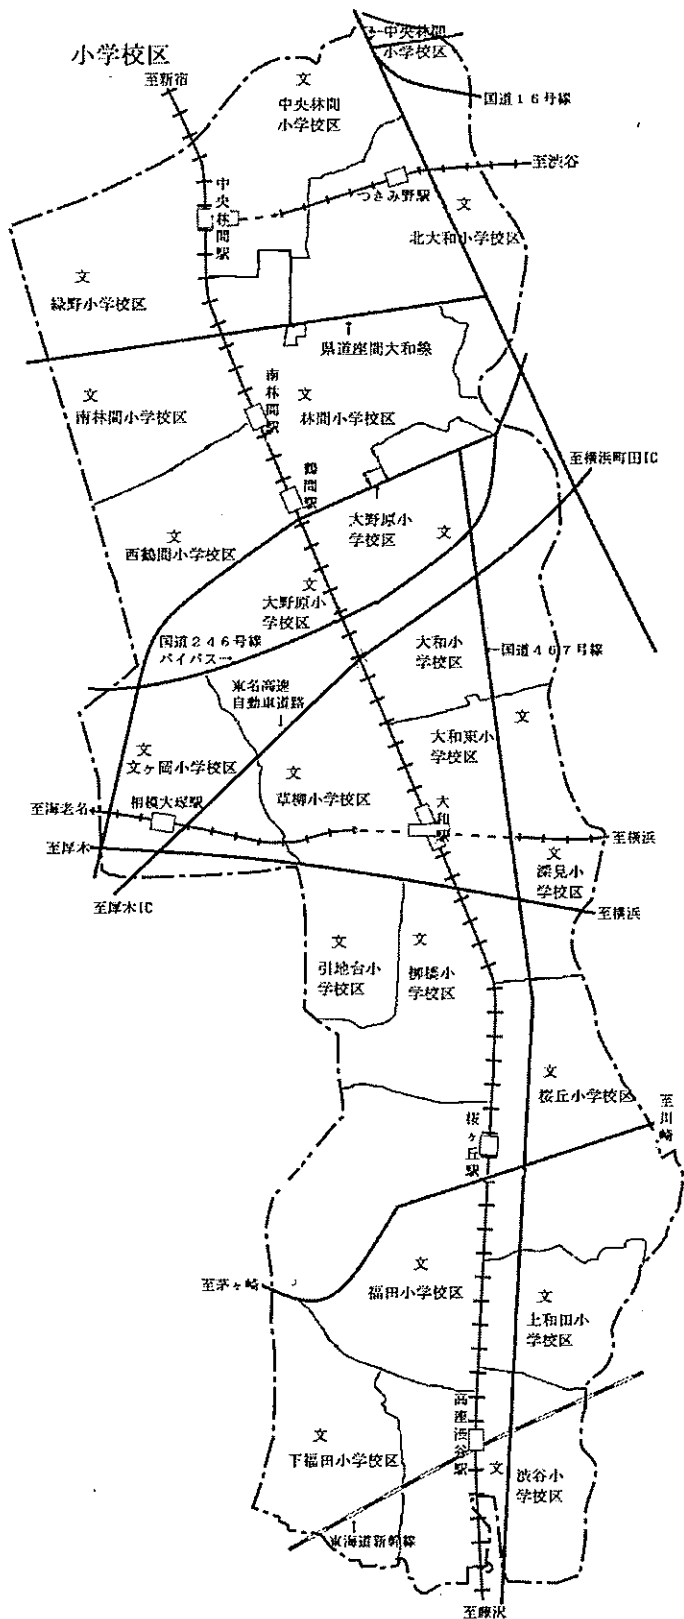 小学校区
至新宿
中央林間
小学校区
文
中央林間
小学校区
国道16号線
至渋谷
つきみ野駅
中央林間駅
文
北大和小学校区
文
緑野小学校区
県道座間大和線
文
南林間小学校区
南林間駅
文
林間小学校区
鶴間駅
至横浜町田IC
大野原小
学校区
文
文
西鶴間小学校区
文
大野原小
学校区
国道246号線
バイパス→
大和小
学校区
←国道467号線
東名高速
自動車道路
文
大和東小
学校区
文
文ヶ岡小学校区
文
草柳小学校区
大和駅
至海老名
相模大塚駅
至横浜
至厚木
文
深見小
学校区
至厚木IC
至横浜
文
引地台小
学校区
文
柳橋小
学校区
文
桜丘小学校区
至川崎
桜ヶ丘駅
文
福田小学校区
至茅ヶ崎
文
上和田小
学校区
高座渋谷駅
文
下福田小学校区
文
渋谷小
学校区
東海道新幹線
至藤沢